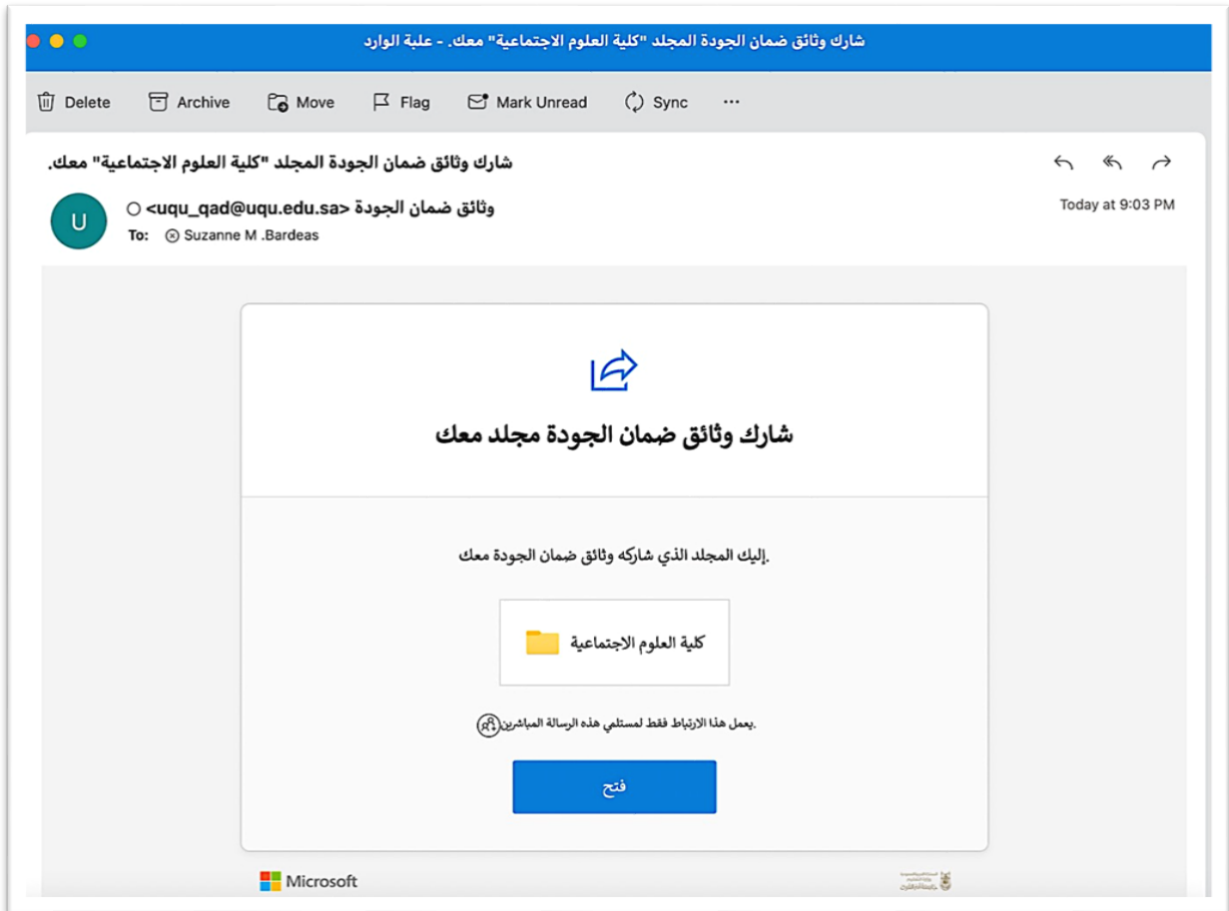 شارك وثائق ضمان الجودة المجلد "كلية العلوم الاجتماعية" معك. - علبة الوارد
Delete Archive Move Flag Mark Unread Sync ...
شارك وثائق ضمان الجودة المجلد "كلية العلوم الاجتماعية" معك.
وثائق ضمان الجودة <uqu_qad@uqu.edu.sa>
Today at 9:03 PM
U
To: Suzanne M .Bardeas
شارك وثائق ضمان الجودة مجلد معك
إليك المجلد الذي شاركه وثائق ضمان الجودة معك.
كلية العلوم الاجتماعية
يعمل هذا الارتباط فقط لمستلمي هذه الرسالة المباشرين.
فتح
Microsoft